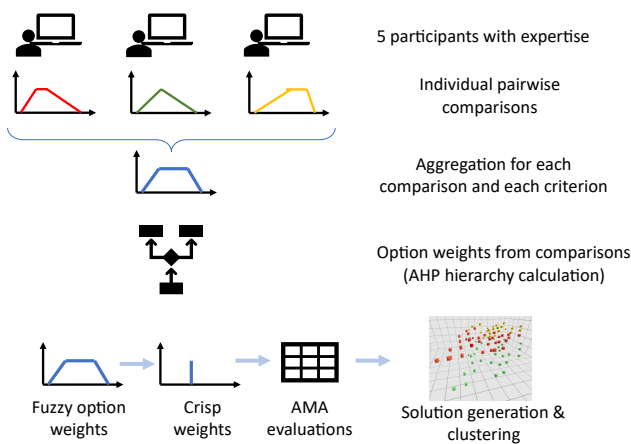 5 participants with expertise
Individual pairwise
comparisons
Aggregation for each
comparison and each criterion
Option weights from comparisons
(AHP hierarchy calculation)
Fuzzy option
weights
Crisp
weights
AMA
evaluations
Solution generation &
clustering